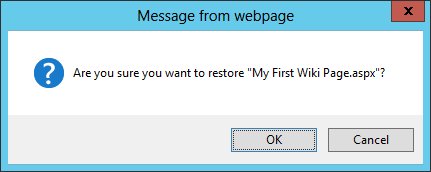 Message from webpage
x
Are you sure you want to restore "My First Wiki Page.aspx"?
OK
Cancel